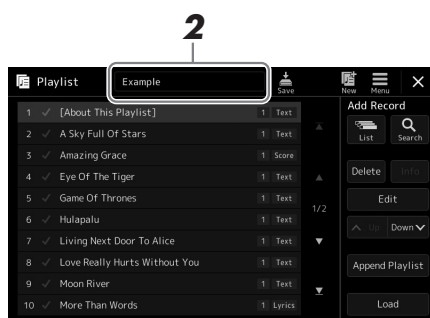 2
Playlist
Example
Save
New
Menu
1 [About This Playlist] 1 Text
2 A Sky Full Of Stars 1 Text
3 Amazing Grace 1 Score
4 Eye Of The Tiger 1 Text
5 Game Of Thrones 1 Text
6 Hulapalu 1 Text
7 Living Next Door To Alice 1 Text
8 Love Really Hurts Without You 1 Text
9 Moon River 1 Text
10 More Than Words 1 Lyrics
1/2
Add Record
List
Search
Delete
Info
Edit
Up
Down
Append Playlist
Load